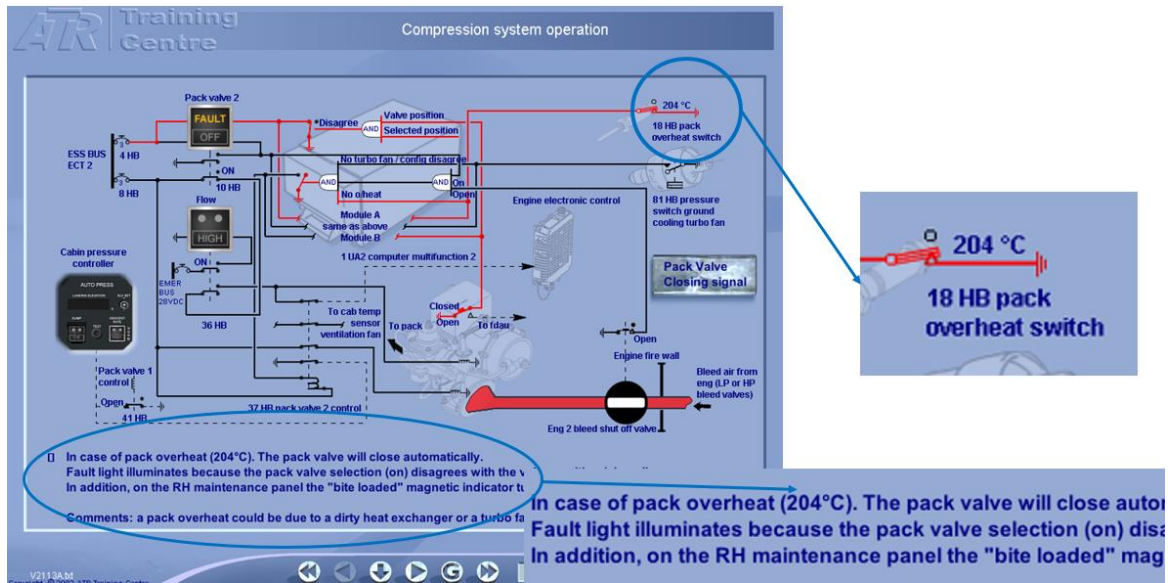 ATR Training
Centre
Compression system operation
Pack valve 2
FAULT
OFF
ESS BUS
ECT 2
4 HB
8 HB
ON
10 HB
Disagree
AND
Valve position
Selected position
No turbo fan / config disagree
AND
AND
On
Open
No o/heat
Module A
same as above
Module B
1 UA2 computer multifunction 2
204 °C
18 HB pack
overheat switch
81 HB pressure
switch ground
cooling turbo fan
Engine electronic control
Flow
HIGH
ON
EMER
BUS
28VDC
36 HB
Cabin pressure
controller
AUTO PRESS
LANDING ELEVATION
TEST
Pack valve 1
control
Open
41 HB
To cab temp
sensor
ventilation fan
37 HB pack valve 2 control
To pack
Closed
Open
To fdau
Pack Valve
Closing signal
Open
Engine fire wall
Bleed air from
eng (LP or HP
bleed valves)
Eng 2 bleed shut off valve
In case of pack overheat (204°C). The pack valve will close automatically.
Fault light illuminates because the pack valve selection (on) disagrees with the v
In addition, on the RH maintenance panel the "bite loaded" magnetic indicator tu
Comments: a pack overheat could be due to a dirty heat exchanger or a turbo fa
V2113A.txt
G
204 °C
18 HB pack
overheat switch
In case of pack overheat (204°C). The pack valve will close autor
Fault light illuminates because the pack valve selection (on) disa
In addition, on the RH maintenance panel the "bite loaded" mag